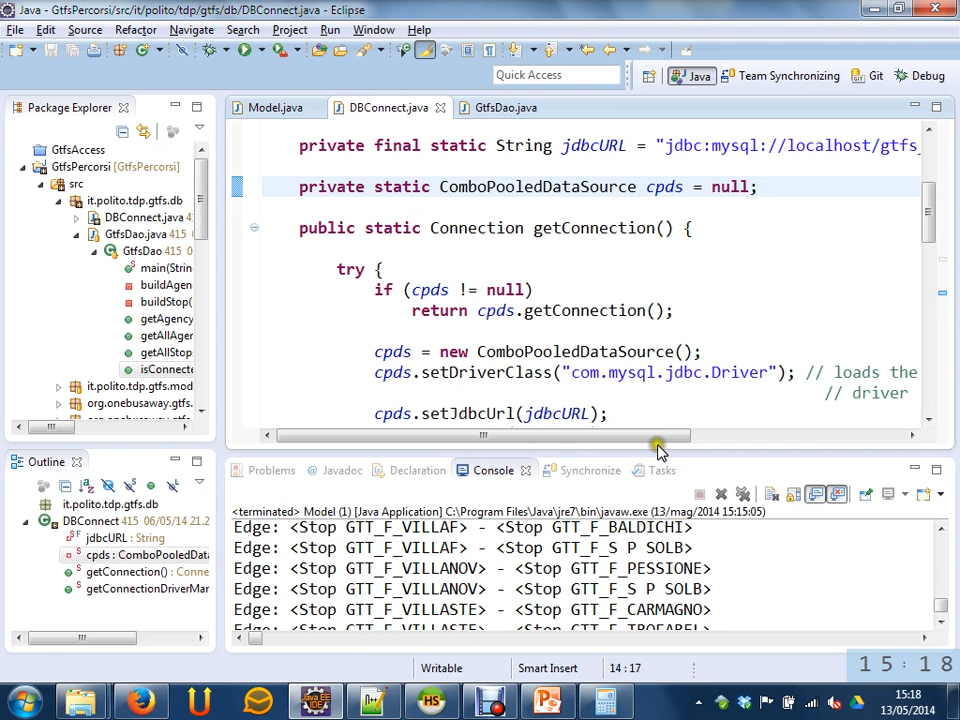 Java - GtfsPercorsi/src/it/polito/tdp/gtfs/db/DBConnect.java - Eclipse
File Edit Source Refactor Navigate Search Project Run Window Help
Quick Access
Java Team Synchronizing Git Debug
Package Explorer
GtfsAccess
GtfsPercorsi [GtfsPercorsi]
src
it.polito.tdp.gtfs.db
DBConnect.java 41
GtfsDao.java 415
GtfsDao 415 0
main(Strin
buildAgen
buildStop(
getAgency
getAllAger
getAllStop
isConnecte
it.polito.tdp.gtfs.mod
org.onebusaway.gtfs.
Model.java DBConnect.java GtfsDao.java
private final static String jdbcURL = "jdbc:mysql://localhost/gtfs_
private static ComboPooledDataSource cpds = null;
public static Connection getConnection() {
try {
if (cpds != null)
return cpds.getConnection();
cpds = new ComboPooledDataSource();
cpds.setDriverClass("com.mysql.jdbc.Driver"); // loads the
// driver
cpds.setJdbcUrl(jdbcURL);
Outline
it.polito.tdp.gtfs.db
DBConnect 415 06/05/14 21.2
jdbcURL : String
cpds : ComboPooledData
getConnection() : Conne
getConnectionDriverMar
Problems Javadoc Declaration Console Synchronize Tasks
<terminated> Model (1) [Java Application] C:\Program Files\Java\jre7\bin\javaw.exe (13/mag/2014 15:15:05)
Edge: <Stop GTT_F_VILLAF> - <Stop GTT_F_BALDICHI>
Edge: <Stop GTT_F_VILLAF> - <Stop GTT_F_S P SOLB>
Edge: <Stop GTT_F_VILLANOV> - <Stop GTT_F_PESSIONE>
Edge: <Stop GTT_F_VILLANOV> - <Stop GTT_F_S P SOLB>
Edge: <Stop GTT_F_VILLASTE> - <Stop GTT_F_CARMAGNO>
Edge: <Stop GTT_F_VILLASTE> - <Stop GTT_F_TROFAREL>
Writable Smart Insert 14 : 17
15:18
15:18
13/05/2014